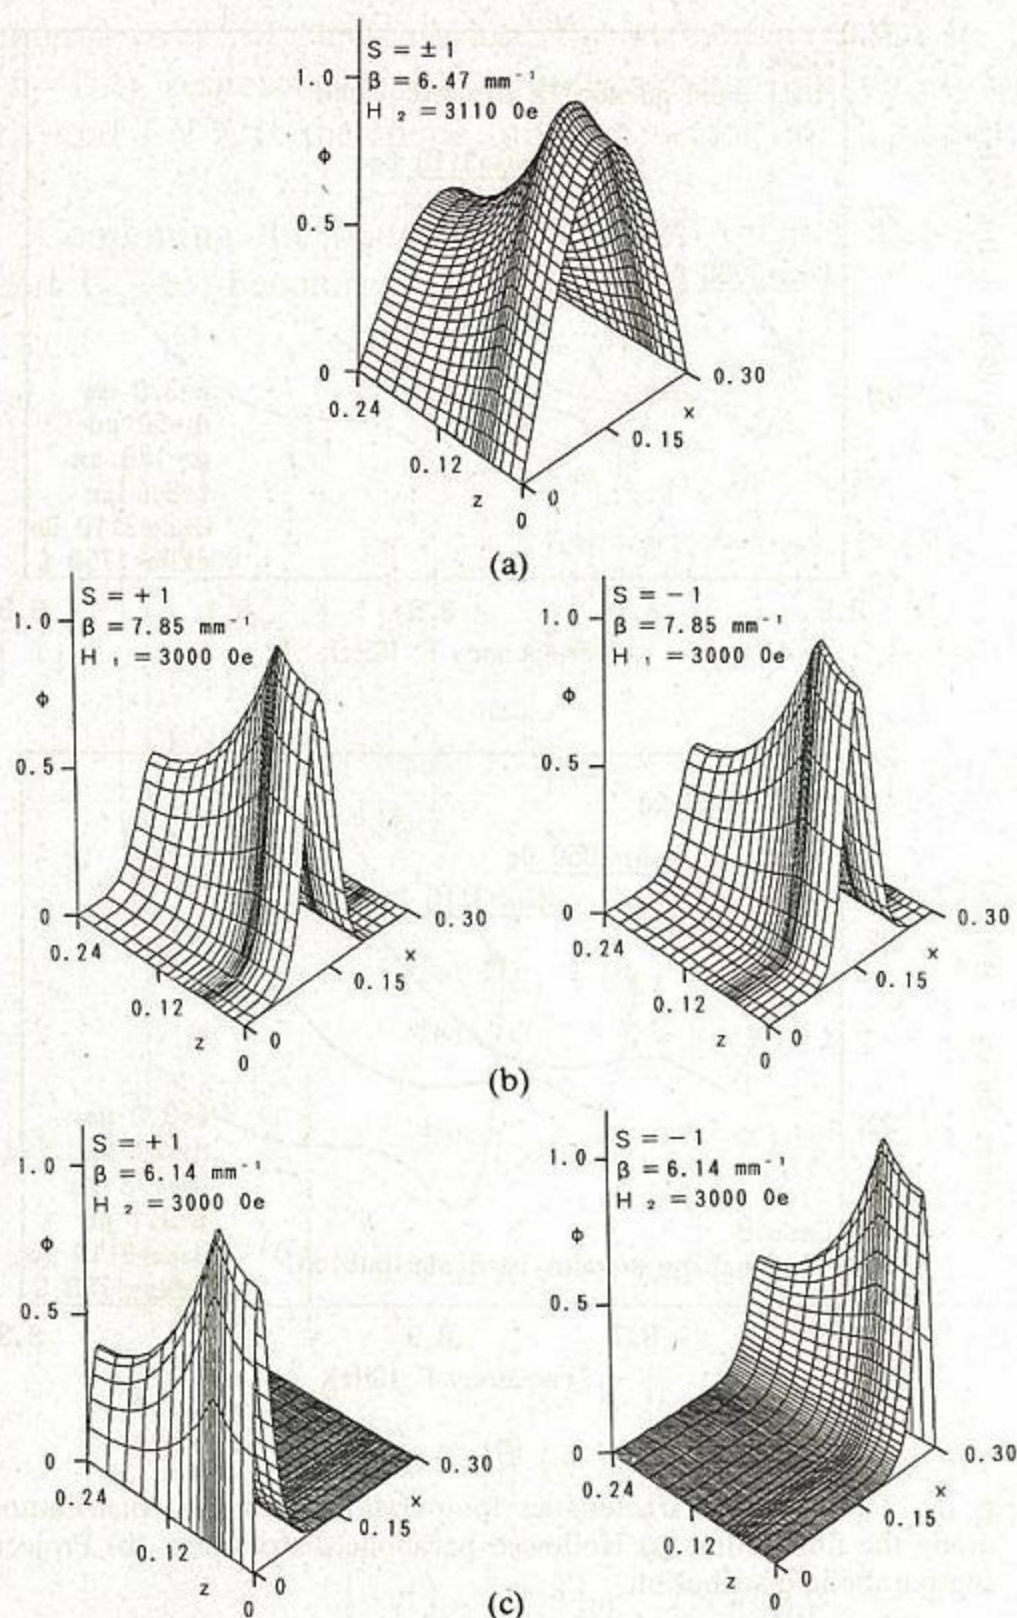 S = ± 1
β = 6.47 mm⁻¹
H ₂ = 3110 Oe
1.0
Φ
0.5
0
0.24
0.12
z
0
0
0.15
x
0.30
(a)
S = + 1
β = 7.85 mm⁻¹
H ₁ = 3000 Oe
1.0
Φ
0.5
0
0.24
0.12
z
0
0
0.15
x
0.30
S = − 1
β = 7.85 mm⁻¹
H ₁ = 3000 Oe
1.0
Φ
0.5
0
0.24
0.12
z
0
0
0.15
x
0.30
(b)
S = + 1
β = 6.14 mm⁻¹
H ₂ = 3000 Oe
1.0
Φ
0.5
0
0.24
0.12
z
0
0
0.15
x
0.30
S = − 1
β = 6.14 mm⁻¹
H ₂ = 3000 Oe
1.0
Φ
0.5
0
0.24
0.12
z
0
0
0.15
x
0.30
(c)